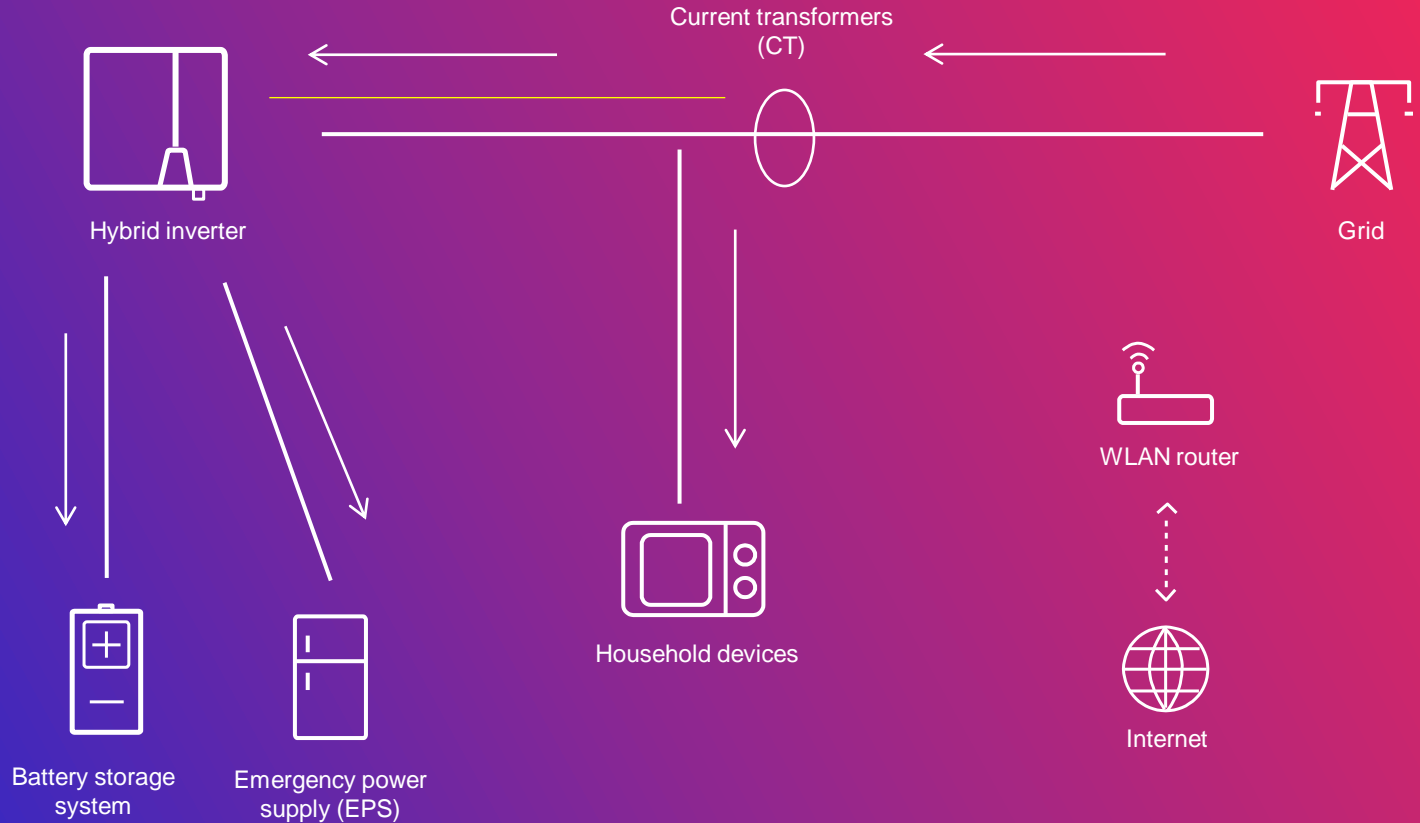 Current transformers
(CT)
Hybrid inverter
Grid
WLAN router
Household devices
Internet
Battery storage
system
Emergency power
supply (EPS)